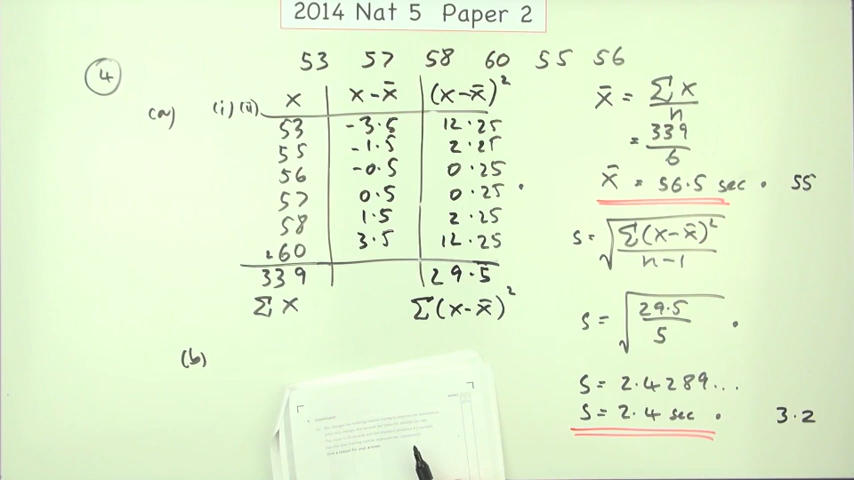 2014 Nat 5 Paper 2
④ 53 57 58 60 55 56
(a) (i) (ii) x x-x̄ (x-x̄)²
53 -3.5 12.25
55 -1.5 2.25
56 -0.5 0.25
57 0.5 0.25 .
58 1.5 2.25
60 3.5 12.25
339 29.5
Σx Σ(x-x̄)²
x̄ = Σx/n
= 339/6
x̄ = 56.5 sec . 55
s = √(Σ(x-x̄)²/(n-1))
s = √(29.5/5) .
s = 2.4289...
s = 2.4 sec . 3.2
(b)